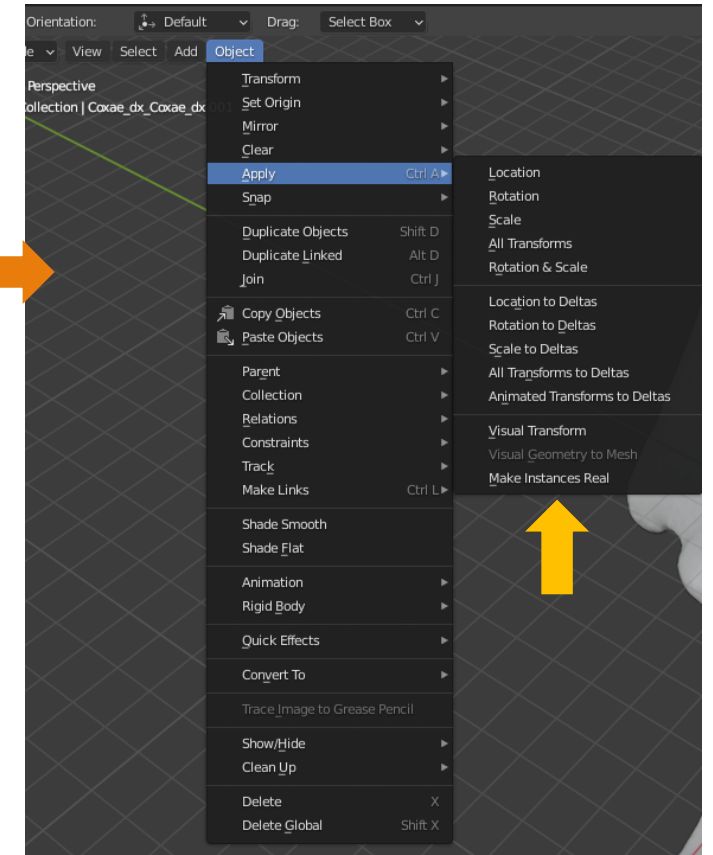 Orientation: Default Drag: Select Box
View Select Add Object
Perspective
Collection | Coxae_dx_Coxae_dx.001
Transform
Set Origin
Mirror
Clear
Apply Ctrl A
Snap
Duplicate Objects Shift D
Duplicate Linked Alt D
Join Ctrl J
Copy Objects Ctrl C
Paste Objects Ctrl V
Parent
Collection
Relations
Constraints
Track
Make Links Ctrl L
Shade Smooth
Shade Flat
Animation
Rigid Body
Quick Effects
Convert To
Trace Image to Grease Pencil
Show/Hide
Clean Up
Delete X
Delete Global Shift X
Location
Rotation
Scale
All Transforms
Rotation & Scale
Location to Deltas
Rotation to Deltas
Scale to Deltas
All Transforms to Deltas
Animated Transforms to Deltas
Visual Transform
Visual Geometry to Mesh
Make Instances Real